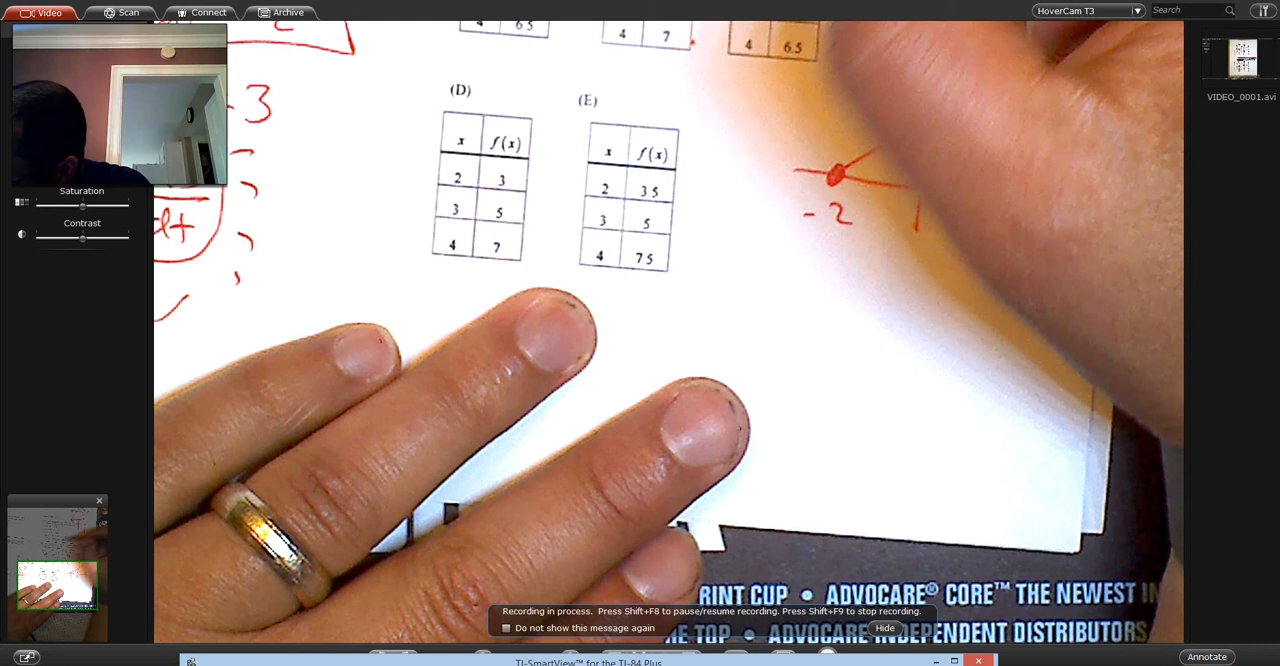 Video
Scan
Connect
Archive
HoverCam T3
Search
VIDEO_0001.avi
Saturation
Contrast
- 3
dt
4 6 5
4 7
4 6.5
(D)
x f(x)
2 3
3 5
4 7
(E)
x f(x)
2 3 5
3 5
4 7 5
- 2
RINT CUP • ADVOCARE® CORE™ THE NEWEST IN
HE TOP • ADVOCARE INDEPENDENT DISTRIBUTORS
Recording in process. Press Shift+F8 to pause/resume recording. Press Shift+F9 to stop recording.
Do not show this message again
Hide
TI-SmartView™ for the TI-84 Plus
Annotate